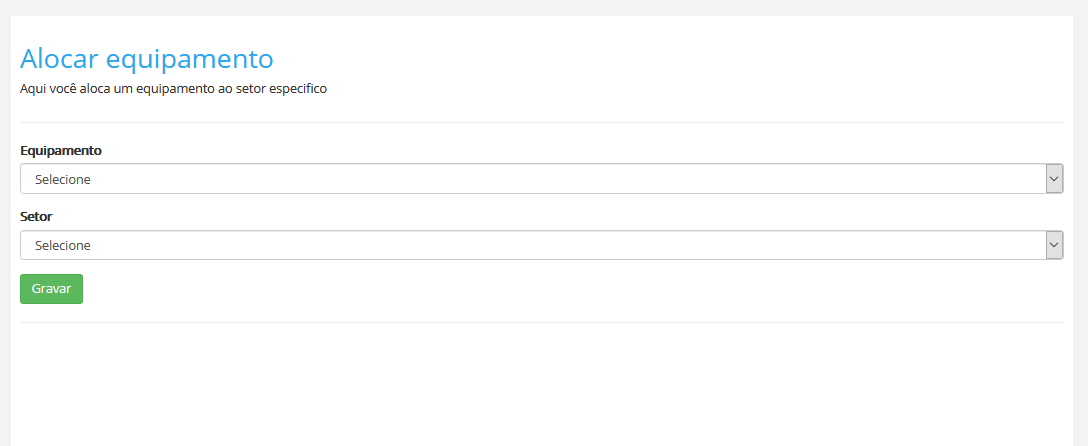 Alocar equipamento
Aqui você aloca um equipamento ao setor especifico
Equipamento
Selecione
Setor
Selecione
Gravar